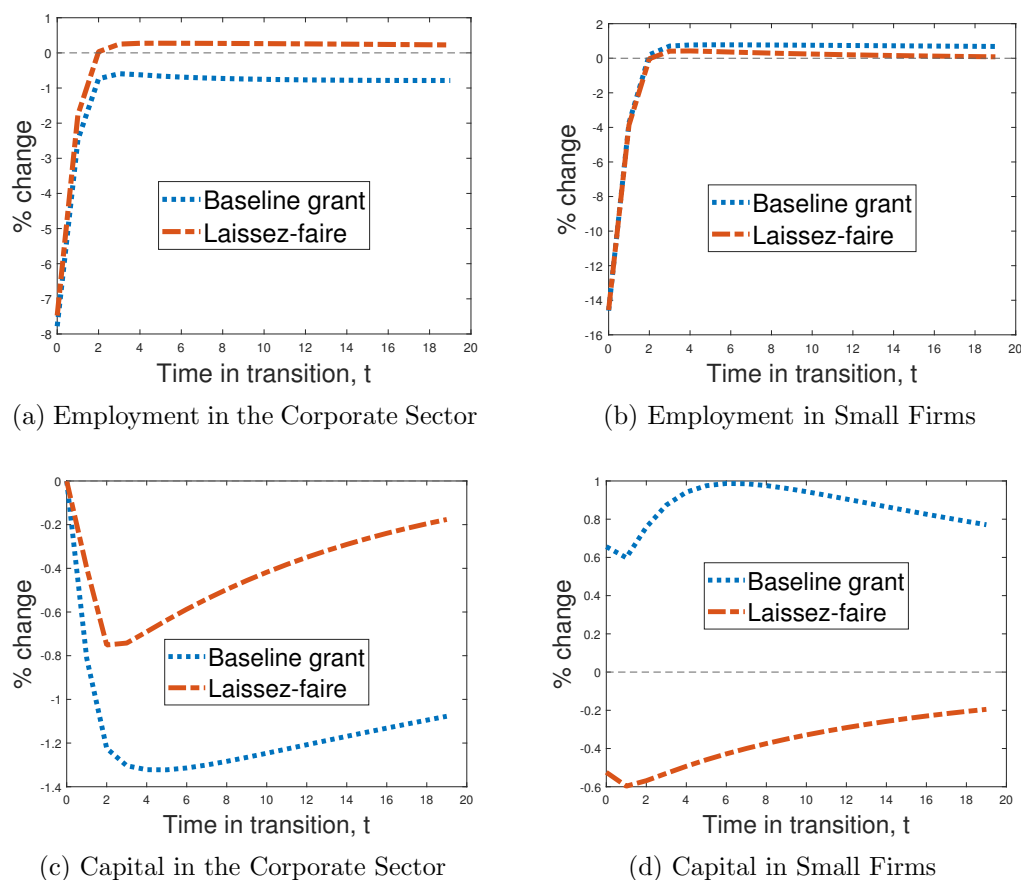 1
0
-1
-2
-3
-4
-5
-6
-7
-8
% change
Baseline grant
Laissez-faire
0 2 4 6 8 10 12 14 16 18 20
Time in transition, t
(a) Employment in the Corporate Sector
2
0
-2
-4
-6
-8
-10
-12
-14
-16
% change
Baseline grant
Laissez-faire
0 2 4 6 8 10 12 14 16 18 20
Time in transition, t
(b) Employment in Small Firms
0
-0.2
-0.4
-0.6
-0.8
-1
-1.2
-1.4
% change
Baseline grant
Laissez-faire
0 2 4 6 8 10 12 14 16 18 20
Time in transition, t
(c) Capital in the Corporate Sector
1
0.8
0.6
0.4
0.2
0
-0.2
-0.4
-0.6
% change
Baseline grant
Laissez-faire
0 2 4 6 8 10 12 14 16 18 20
Time in transition, t
(d) Capital in Small Firms